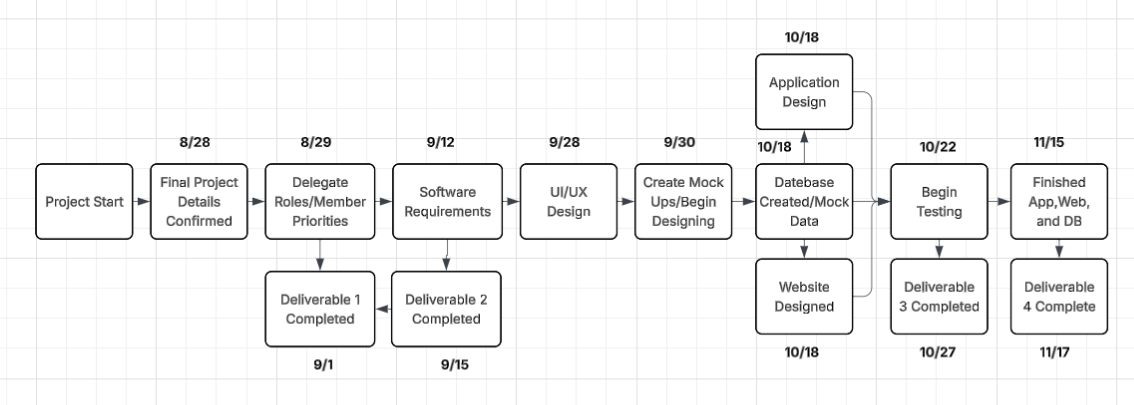 10/18
Application
Design
8/28
8/29
9/12
9/28
9/30
10/18
10/22
11/15
Project Start
Final Project
Details
Confirmed
Delegate
Roles/Member
Priorities
Software
Requirements
UI/UX
Design
Create Mock
Ups/Begin
Designing
Datebase
Created/Mock
Data
Begin
Testing
Finished
App,Web,
and DB
Deliverable 1
Completed
Deliverable 2
Completed
Website
Designed
Deliverable
3 Completed
Deliverable
4 Complete
9/1
9/15
10/18
10/27
11/17